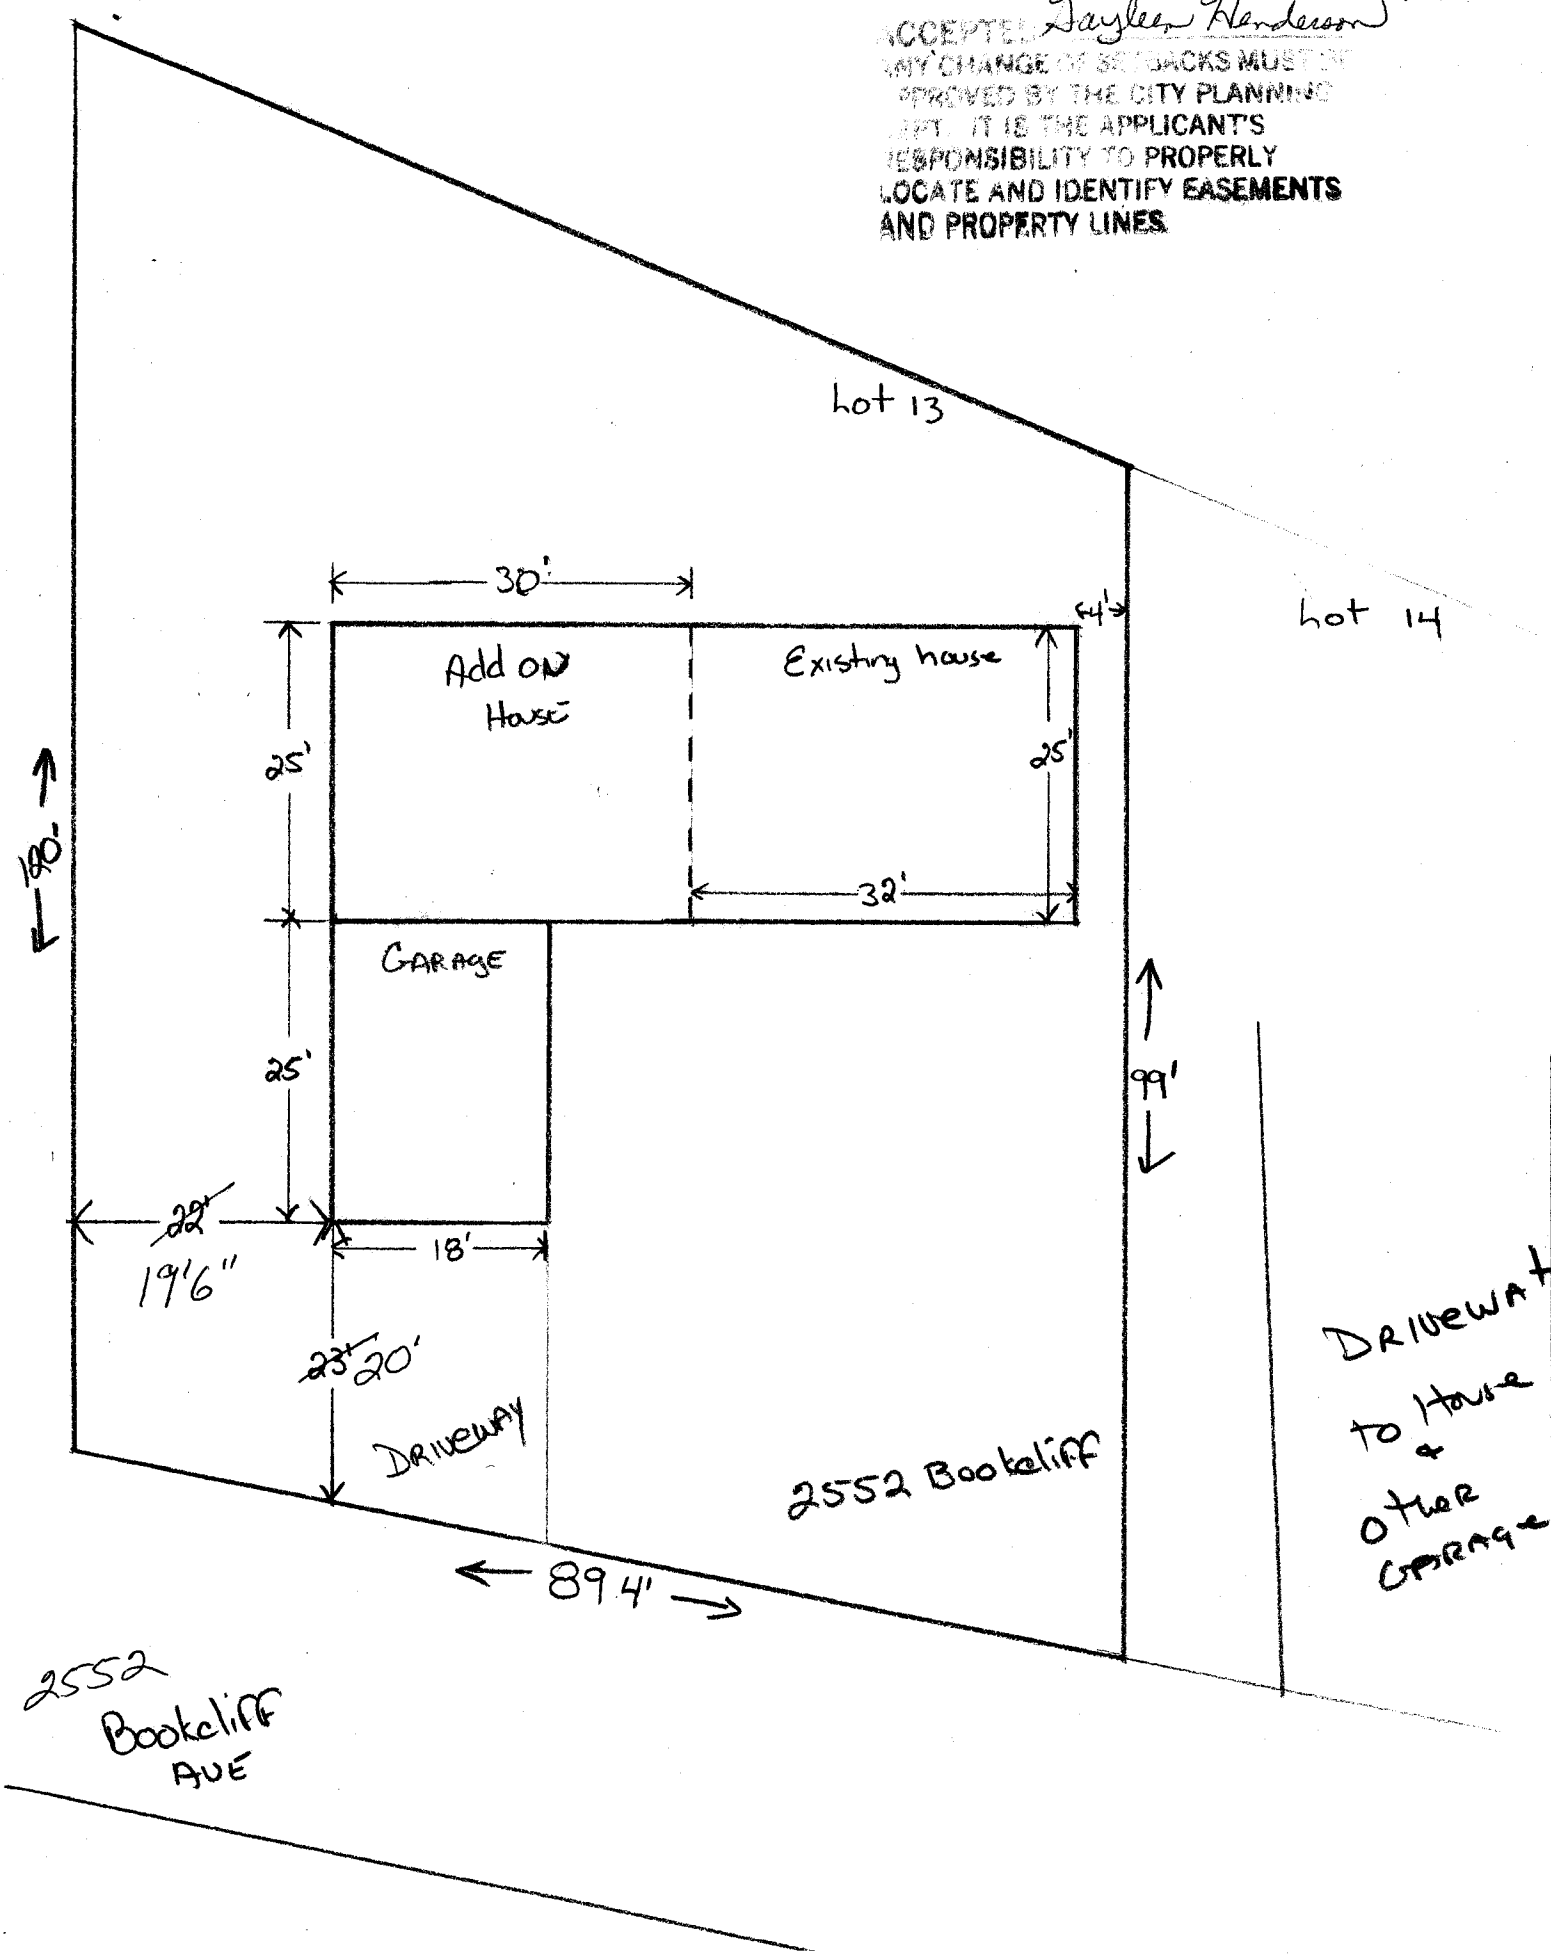 Gayleen Henderson
ACCEPTED
ANY CHANGE OF SETBACKS MUST BE
APPROVED BY THE CITY PLANNING
DEPT. IT IS THE APPLICANT'S
RESPONSIBILITY TO PROPERLY
LOCATE AND IDENTIFY EASEMENTS
AND PROPERTY LINES
Lot 13
30'
4'
Lot 14
Add ON
House
Existing house
25'
25'
120'
32'
GARAGE
25'
99'
22'
18'
19'6"
23' 20'
DRIVEWAY
2552 Bookcliff
DRIVEWAY
to House
&
other
GARAGE
89.4'
2552
Bookcliff
AVE